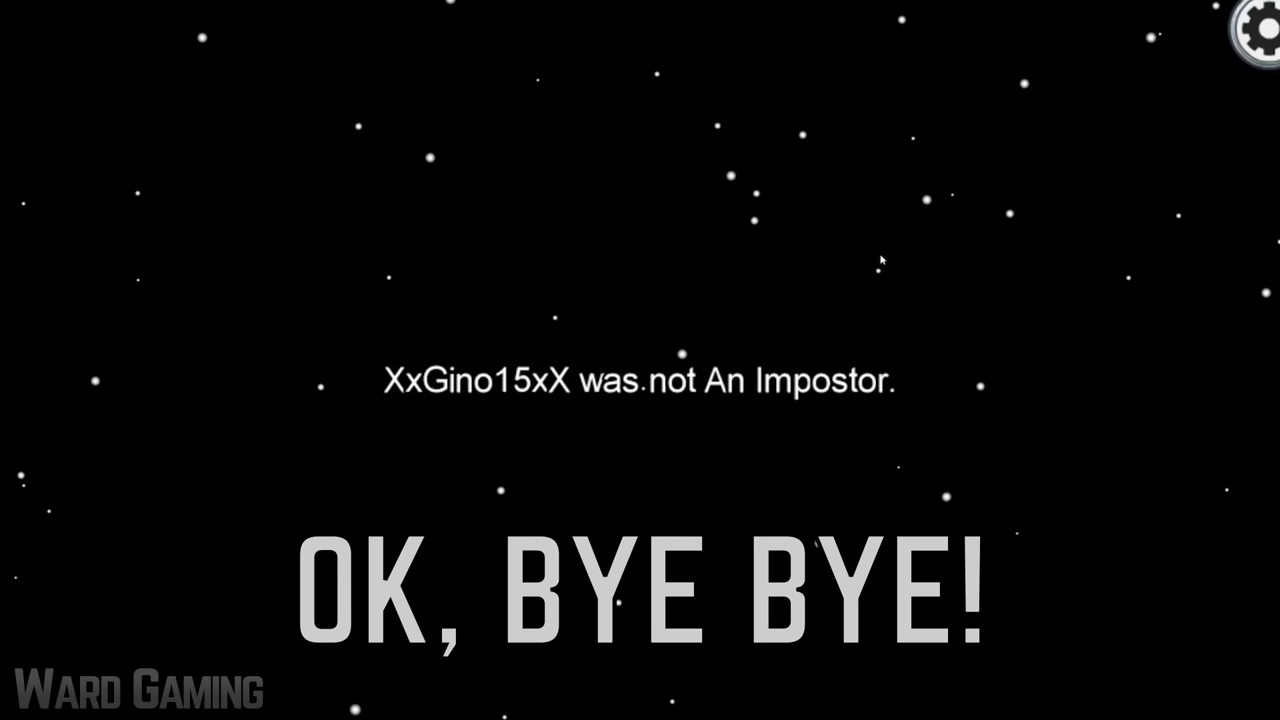 XxGino15xX was not An Impostor.
OK, BYE BYE!
WARD GAMING